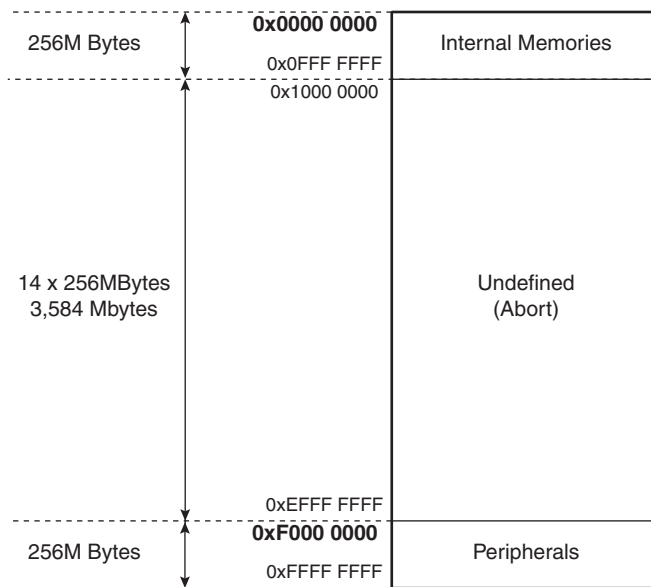 256M Bytes
0x0000 0000
0x0FFF FFFF
Internal Memories
0x1000 0000
14 x 256MBytes
3,584 Mbytes
Undefined
(Abort)
0xEFFF FFFF
256M Bytes
0xF000 0000
0xFFFF FFFF
Peripherals